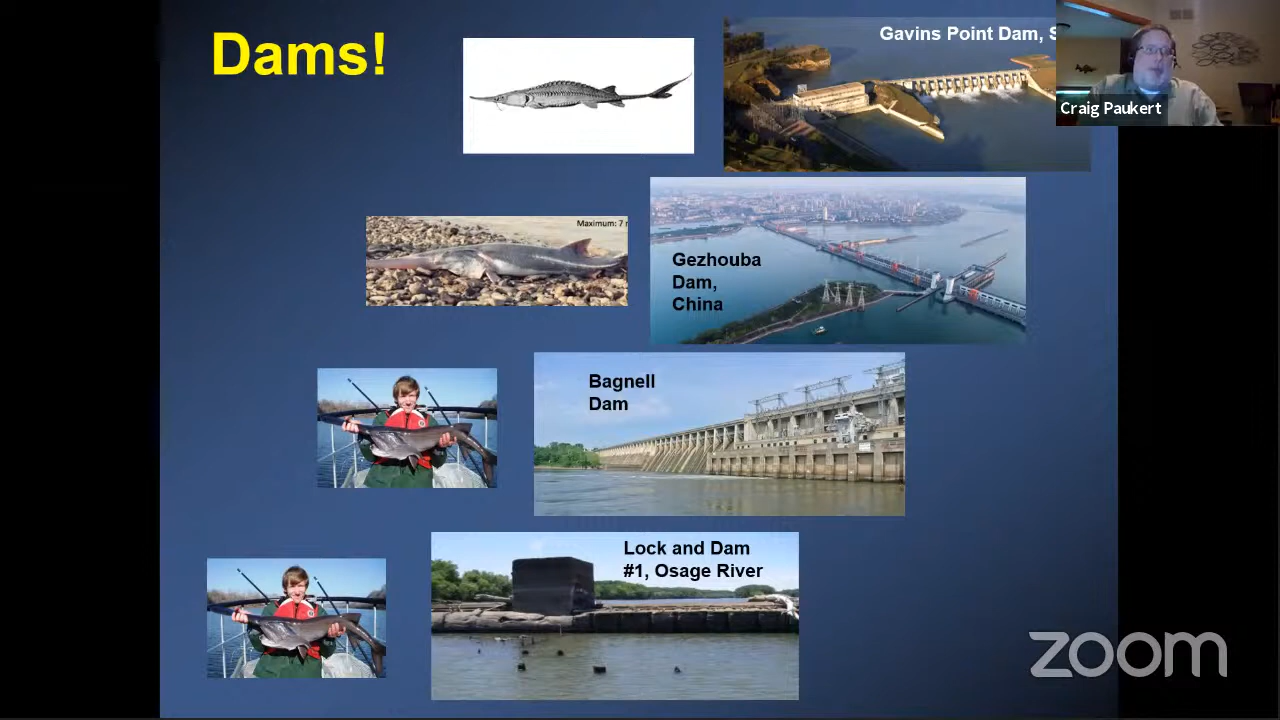 Dams!
Gavins Point Dam, S
Craig Paukert
Maximum: 7
Gezhouba
Dam,
China
Bagnell
Dam
Lock and Dam
#1, Osage River
zoom